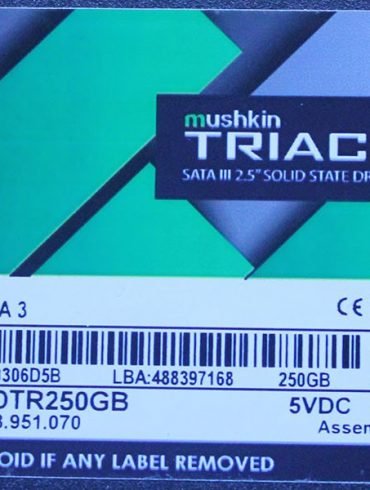 mushkin
TRIAC
SATA III 2.5" SOLID STATE DR
A 3
CE
306D5B LBA:488397168 250GB
DTR250GB 5VDC
.951.070 Assem
OID IF ANY LABEL REMOVED